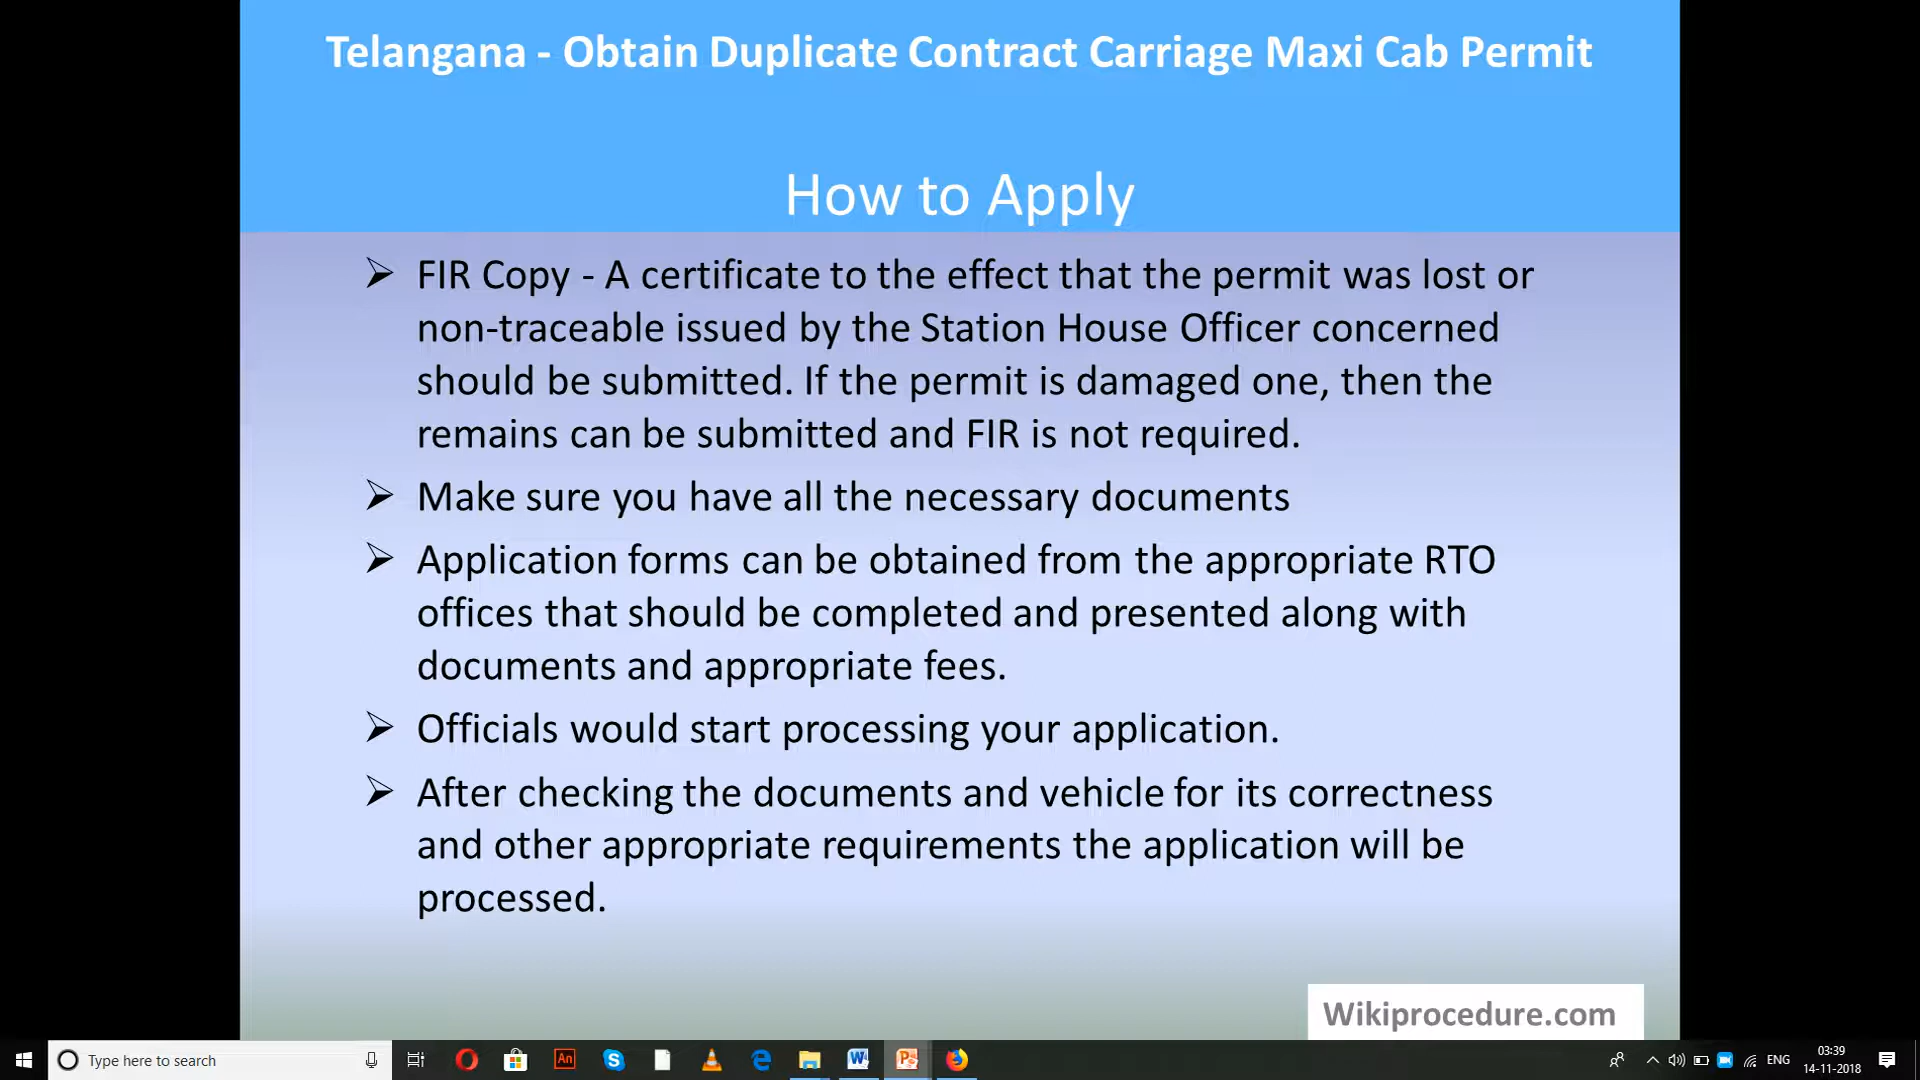 Telangana - Obtain Duplicate Contract Carriage Maxi Cab Permit
How to Apply
➢ FIR Copy - A certificate to the effect that the permit was lost or
non-traceable issued by the Station House Officer concerned
should be submitted. If the permit is damaged one, then the
remains can be submitted and FIR is not required.
➢ Make sure you have all the necessary documents
➢ Application forms can be obtained from the appropriate RTO
offices that should be completed and presented along with
documents and appropriate fees.
➢ Officials would start processing your application.
➢ After checking the documents and vehicle for its correctness
and other appropriate requirements the application will be
processed.
Wikiprocedure.com
Type here to search
An
ENG
03:39
14-11-2018